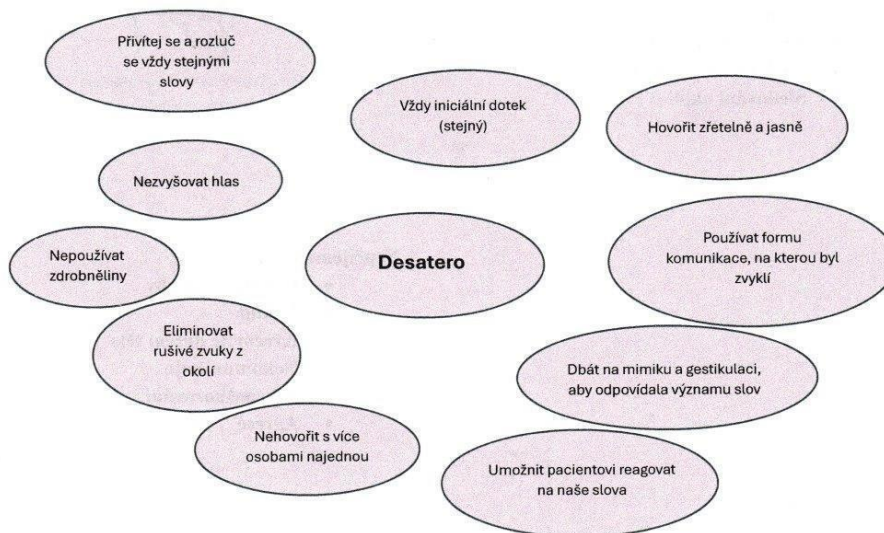 Přivítej se a rozluč
se vždy stejnými
slovy
Vždy iniciální dotek
(stejný)
Hovořit zřetelně a jasně
Nezvyšovat hlas
Nepoužívat
zdrobněliny
Desatero
Používat formu
komunikace, na kterou byl
zvyklí
Eliminovat
rušivé zvuky z
okolí
Dbát na mimiku a gestikulaci,
aby odpovídala významu slov
Nehovořit s více
osobami najednou
Umožnit pacientovi reagovat
na naše slova